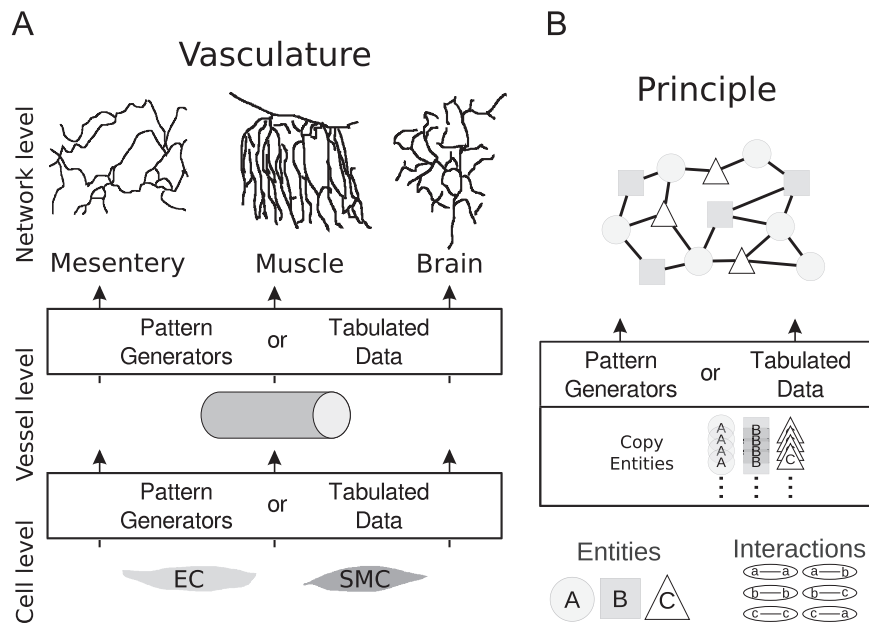 A
Vasculature
Network level
Mesentery
Muscle
Brain
Pattern
Generators
or
Tabulated
Data
Vessel level
Pattern
Generators
or
Tabulated
Data
Cell level
EC
SMC
B
Principle
Pattern
Generators
or
Tabulated
Data
Copy
Entities
A
A
A
A
B
B
B
B
C
Entities
A
B
C
Interactions
a—a
a—b
b—b
b—c
c—c
c—a